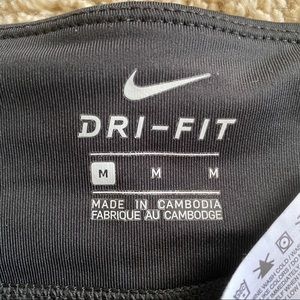 DRI-FIT
M M M
MADE IN CAMBODIA
FABRIQUE AU CAMBODGE